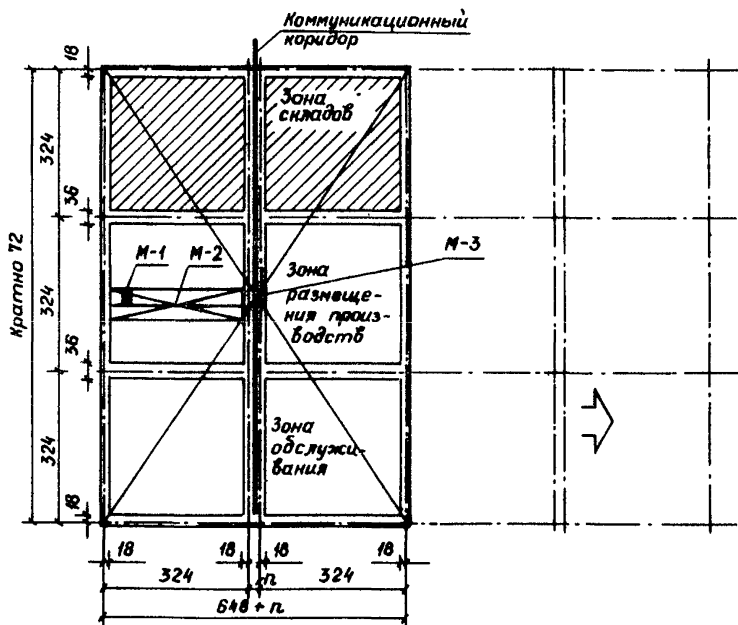 Коммуникационный
коридор
18
Зона
складов
324
36
М-1
М-2
М-3
Кратно 72
324
Зона
размеще-
ния произ-
водств
36
324
Зона
обслужи-
вания
18
18
18
18
18
324
n
324
648 + n